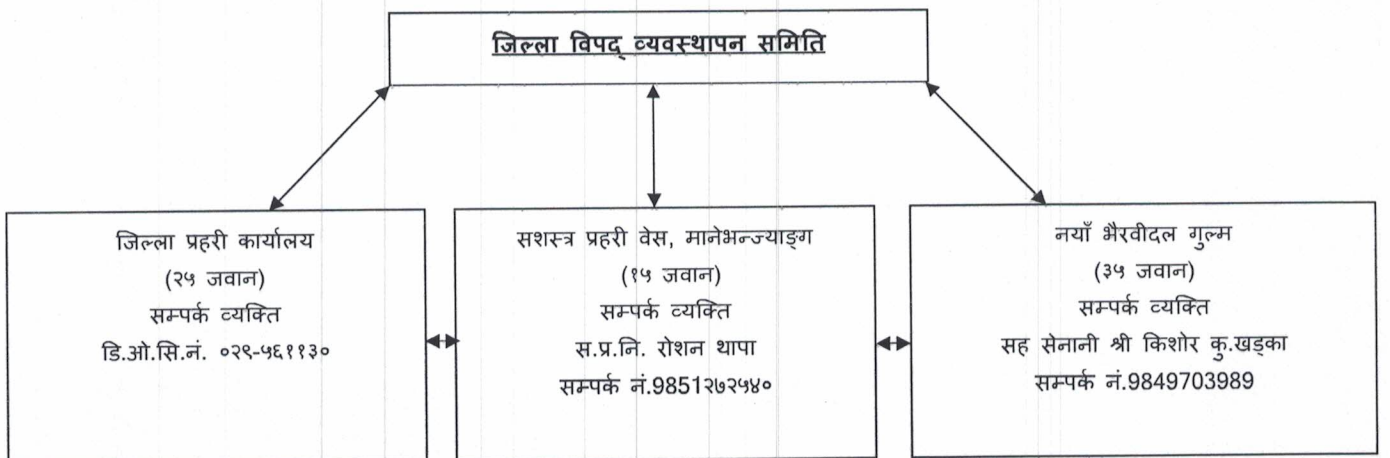 जिल्ला विपद् व्यवस्थापन समिति
जिल्ला प्रहरी कार्यालय
(२५ जवान)
सम्पर्क व्यक्ति
डि.ओ.सि.नं. ०२९-५६११३०
सशस्त्र प्रहरी वेस, मानेभन्ज्याङ्ग
(१५ जवान)
सम्पर्क व्यक्ति
स.प्र.नि. रोशन थापा
सम्पर्क नं.9851२७२५४०
नयाँ भैरवीदल गुल्म
(३५ जवान)
सम्पर्क व्यक्ति
सह सेनानी श्री किशोर कु.खड्का
सम्पर्क नं.9849703989